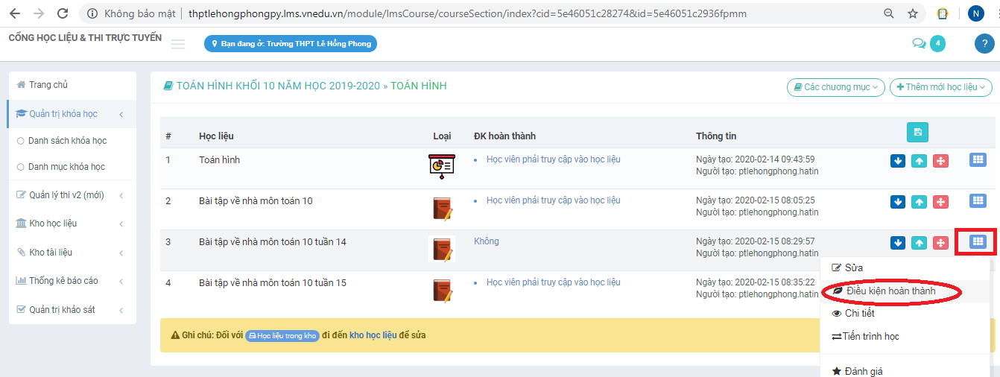 Không bảo mật | thptlehongphongpy.lms.vnedu.vn/module/lmsCourse/courseSection/index?cid=5e46051c28274&id=5e46051c2936fpmm
N
CỔNG HỌC LIỆU & THI TRỰC TUYẾN
Bạn đang ở: Trường THPT Lê Hồng Phong
4
?
Trang chủ
Quản trị khóa học
Danh sách khóa học
Danh mục khóa học
Quản lý thi v2 (mới)
Kho học liệu
Kho tài liệu
Thống kê báo cáo
Quản trị khảo sát
TOÁN HÌNH KHỐI 10 NĂM HỌC 2019-2020 » TOÁN HÌNH
Các chương mục
Thêm mới học liệu
# Học liệu Loại ĐK hoàn thành Thông tin
1 Toán hình • Học viên phải truy cập vào học liệu Ngày tạo: 2020-02-14 09:43:59
Người tạo: ptlehongphong.hatin
2 Bài tập về nhà môn toán 10 • Học viên phải truy cập vào học liệu Ngày tạo: 2020-02-15 08:05:25
Người tạo: ptlehongphong.hatin
3 Bài tập về nhà môn toán 10 tuần 14 Không Ngày tạo: 2020-02-15 08:29:57
Người tạo: ptlehongphong.hatin
4 Bài tập về nhà môn toán 10 tuần 15 • Học viên phải truy cập vào học liệu Ngày tạo: 2020-02-15 08:35:22
Người tạo: ptlehongphong.hatin
Sửa
Điều kiện hoàn thành
Chi tiết
Tiến trình học
Đánh giá
Ghi chú: Đối với Học liệu trong kho đi đến kho học liệu để sửa